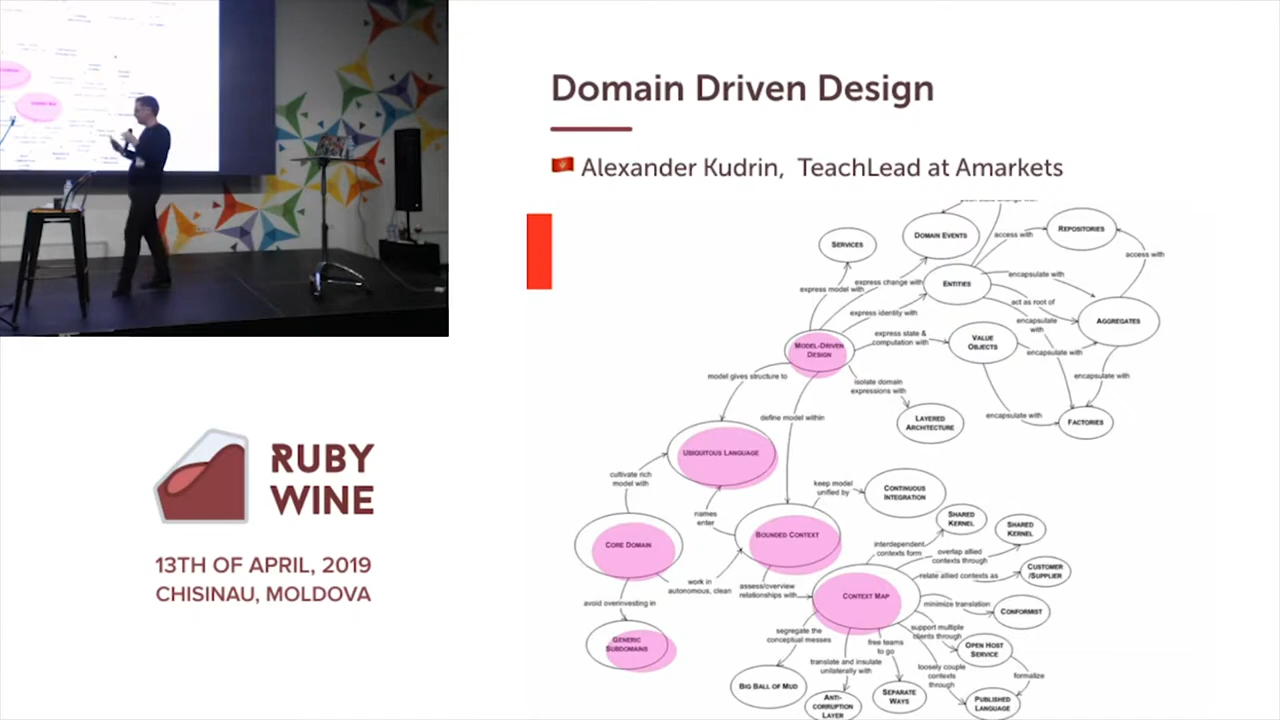 Domain Driven Design
Alexander Kudrin, TeachLead at Amarkets
RUBY
WINE
13TH OF APRIL, 2019
CHISINAU, MOLDOVA
SERVICES
DOMAIN EVENTS
access with
REPOSITORIES
access with
express model with
express change with
ENTITIES
encapsulate with
act as root of
express identity with
encapsulate
with
AGGREGATES
express state &
computation with
VALUE
OBJECTS
encapsulate with
MODEL-DRIVEN
DESIGN
model gives structure to
isolate domain
expressions with
encapsulate with
define model within
LAYERED
ARCHITECTURE
encapsulate with
FACTORIES
UBIQUITOUS LANGUAGE
cultivate rich
model with
keep model
unified by
CONTINUOUS
INTEGRATION
names
enter
SHARED
KERNEL
SHARED
KERNEL
CORE DOMAIN
BOUNDED CONTEXT
interdependent
contexts form
overlap allied
contexts through
work in
autonomous, clean
assess/overview
relationships with
relate allied contexts as
CUSTOMER
/SUPPLIER
CONTEXT MAP
avoid overinvesting in
minimize translation
CONFORMIST
GENERIC
SUBDOMAINS
segregate the
conceptual messes
free teams
to go
support multiple
clients through
OPEN HOST
SERVICE
translate and insulate
unilaterally with
loosely couple
contexts
through
formalize
BIG BALL OF MUD
ANTI-
CORRUPTION
LAYER
SEPARATE
WAYS
PUBLISHED
LANGUAGE